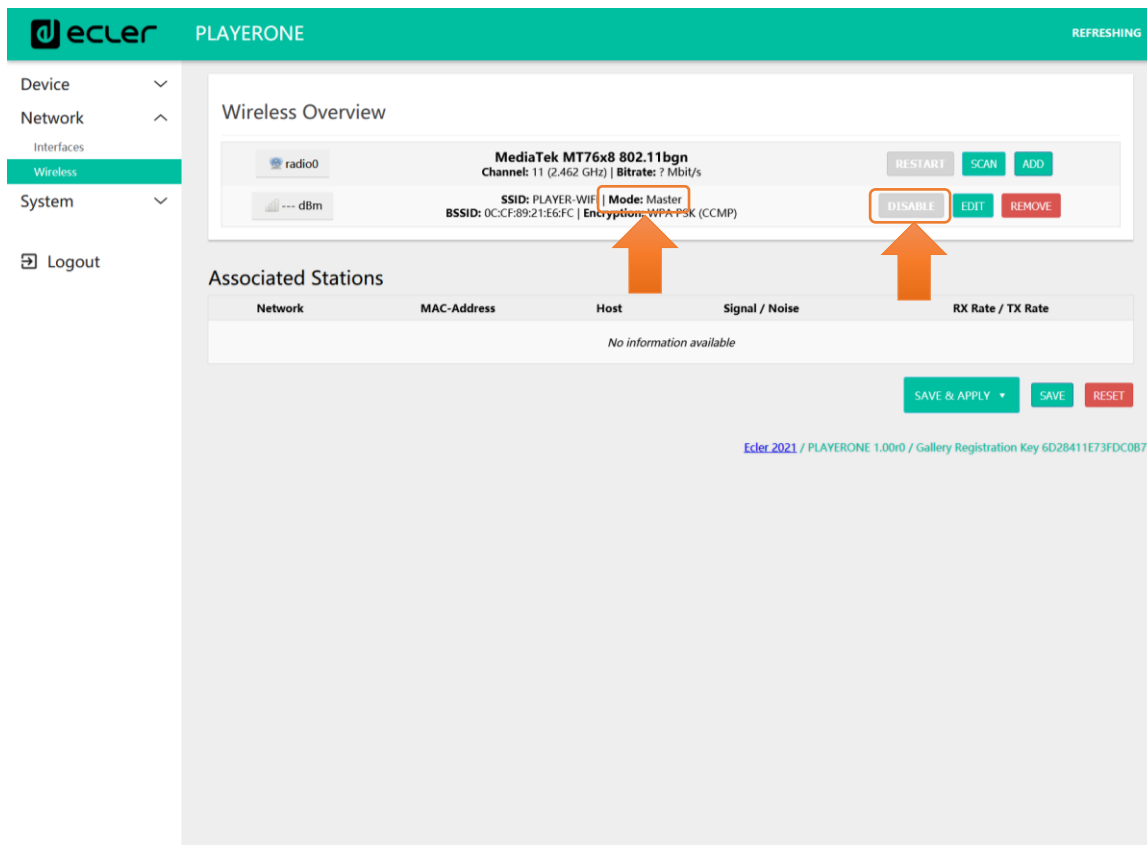 ecler
PLAYERONE
REFRESHING
Device
Network
Interfaces
Wireless
System
Logout
Wireless Overview
radio0
MediaTek MT76x8 802.11bgn
Channel: 11 (2.462 GHz) | Bitrate: ? Mbit/s
RESTART SCAN ADD
--- dBm
SSID: PLAYER-WIFI | Mode: Master
BSSID: 0C:CF:89:21:E6:FC | Encryption: WPA-PSK (CCMP)
DISABLE EDIT REMOVE
Associated Stations
Network MAC-Address Host Signal / Noise RX Rate / TX Rate
No information available
SAVE & APPLY SAVE RESET
Ecler 2021 / PLAYERONE 1.00r0 / Gallery Registration Key 6D28411E73FDC0B7